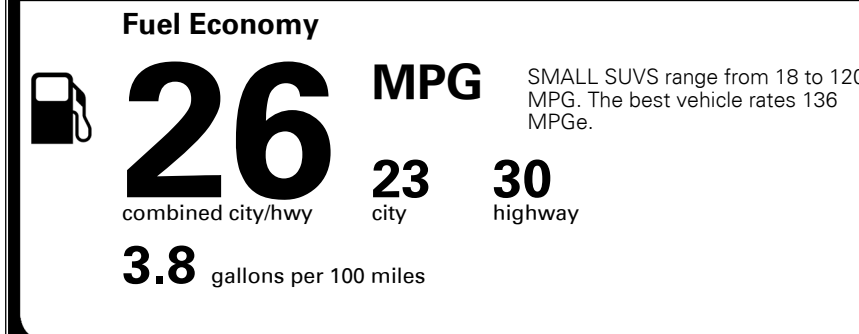 Fuel Economy
26 MPG
SMALL SUVS range from 18 to 120
MPG. The best vehicle rates 136
MPGe.
combined city/hwy
23
city
30
highway
3.8 gallons per 100 miles